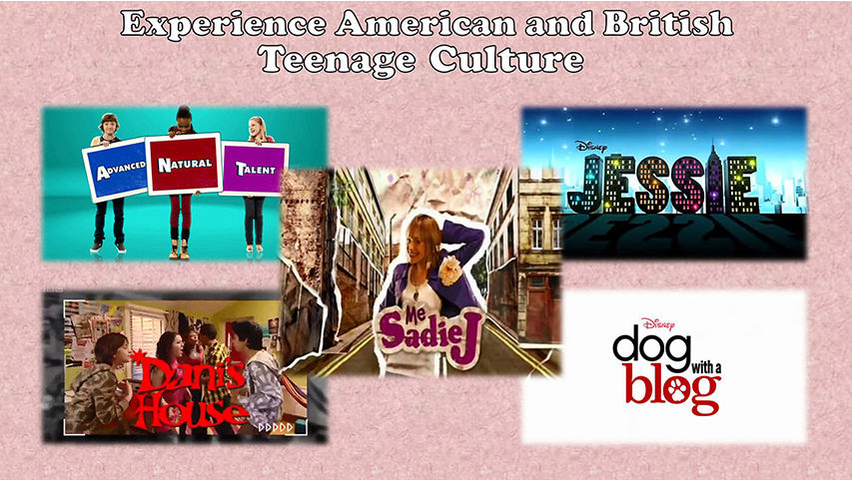 Experience American and British
Teenage Culture
ADVANCED
NATURAL
TALENT
Disney
JESSIE
Me
SadieJ
Dani's
House
Disney
dog
with a
blog